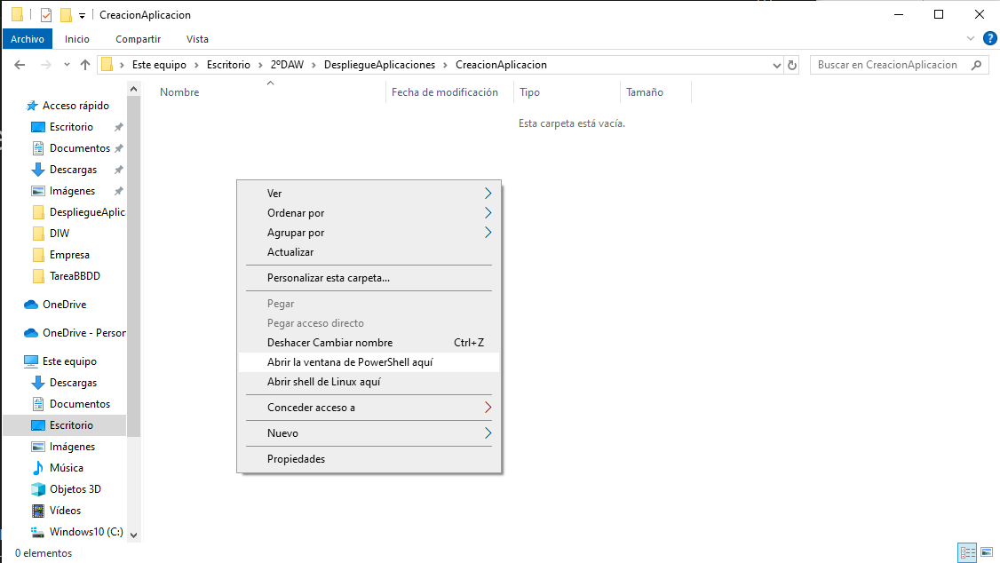 CreacionAplicacion
Archivo Inicio Compartir Vista
Este equipo Escritorio 2ºDAW DespliegueAplicaciones CreacionAplicacion Buscar en CreacionAplicacion
Nombre Fecha de modificación Tipo Tamaño
Esta carpeta está vacía.
Acceso rápido
Escritorio
Documentos
Descargas
Imágenes
DespliegueAplic
DIW
Empresa
TareaBBDD
OneDrive
OneDrive - Person
Este equipo
Descargas
Documentos
Escritorio
Imágenes
Música
Objetos 3D
Vídeos
Windows10 (C:)
Ver
Ordenar por
Agrupar por
Actualizar
Personalizar esta carpeta...
Pegar
Pegar acceso directo
Deshacer Cambiar nombre Ctrl+Z
Abrir la ventana de PowerShell aquí
Abrir shell de Linux aquí
Conceder acceso a
Nuevo
Propiedades
0 elementos